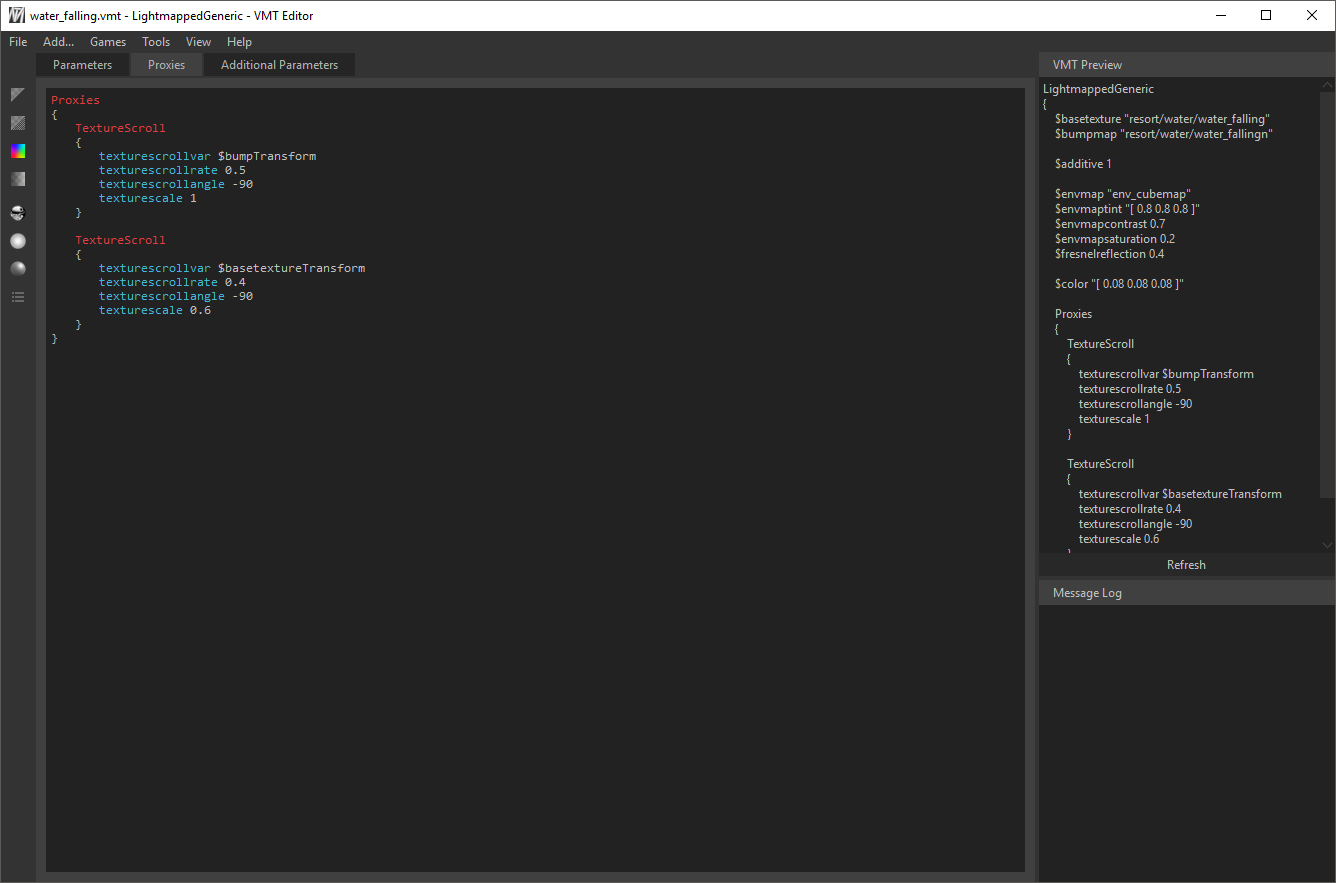 water_falling.vmt - LightmappedGeneric - VMT Editor
File Add... Games Tools View Help
Parameters Proxies Additional Parameters
Proxies
{
TextureScroll
{
texturescrollvar $bumpTransform
texturescrollrate 0.5
texturescrollangle -90
texturescale 1
}
TextureScroll
{
texturescrollvar $basetextureTransform
texturescrollrate 0.4
texturescrollangle -90
texturescale 0.6
}
}
VMT Preview
LightmappedGeneric
{
$basetexture "resort/water/water_falling"
$bumpmap "resort/water/water_fallingn"
$additive 1
$envmap "env_cubemap"
$envmaptint "[ 0.8 0.8 0.8 ]"
$envmapcontrast 0.7
$envmapsaturation 0.2
$fresnelreflection 0.4
$color "[ 0.08 0.08 0.08 ]"
Proxies
{
TextureScroll
{
texturescrollvar $bumpTransform
texturescrollrate 0.5
texturescrollangle -90
texturescale 1
}
TextureScroll
{
texturescrollvar $basetextureTransform
texturescrollrate 0.4
texturescrollangle -90
texturescale 0.6
}
Refresh
Message Log